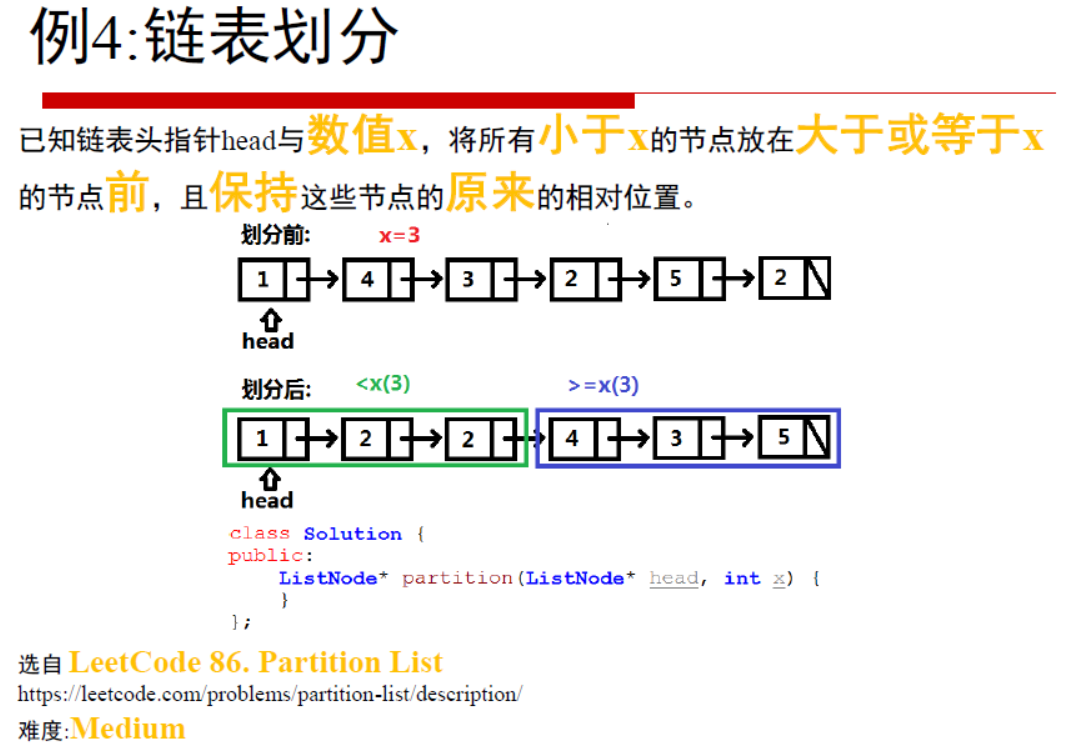 例4:链表划分
已知链表头指针head与数值x，将所有小于x的节点放在大于或等于x
的节点前，且保持这些节点的原来的相对位置。
划分前: x=3
1 4 3 2 5 2
head
划分后: <x(3) >=x(3)
1 2 2 4 3 5
head
class Solution {
public:
    ListNode* partition(ListNode* head, int x) {
    }
};
选自 LeetCode 86. Partition List
https://leetcode.com/problems/partition-list/description/
难度:Medium